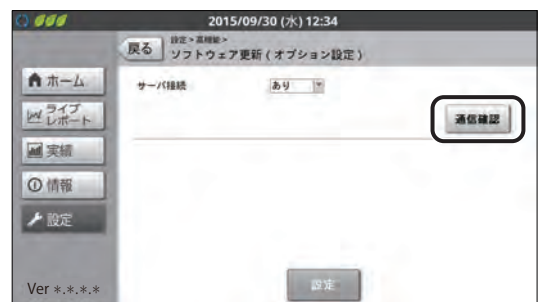 2015/09/30 (水) 12:34
戻る
設定 > 高機能 >
ソフトウェア更新 ( オプション設定 )
ホーム
ライブ
レポート
実績
情報
設定
サーバ接続
あり
通信確認
設定
Ver *.*.*.*